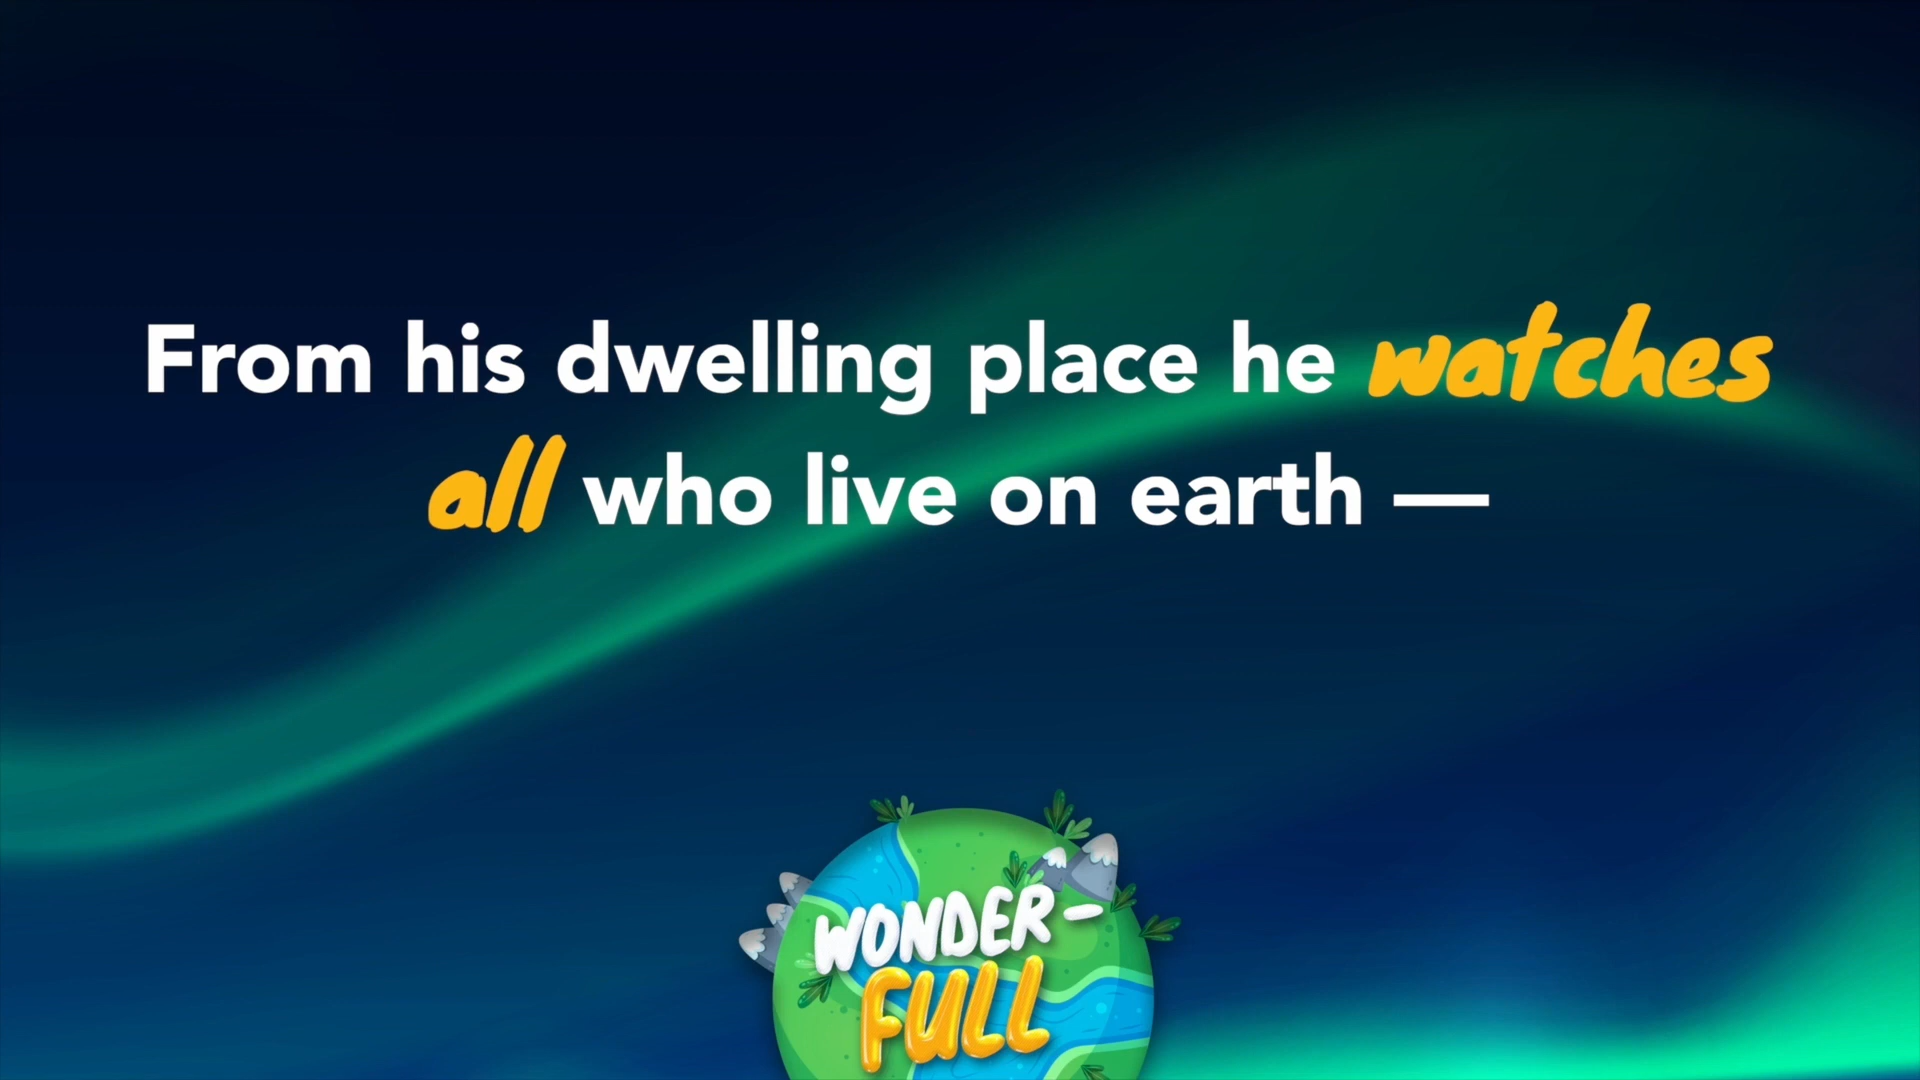 From his dwelling place he watches
all who live on earth —
WONDER-
FULL